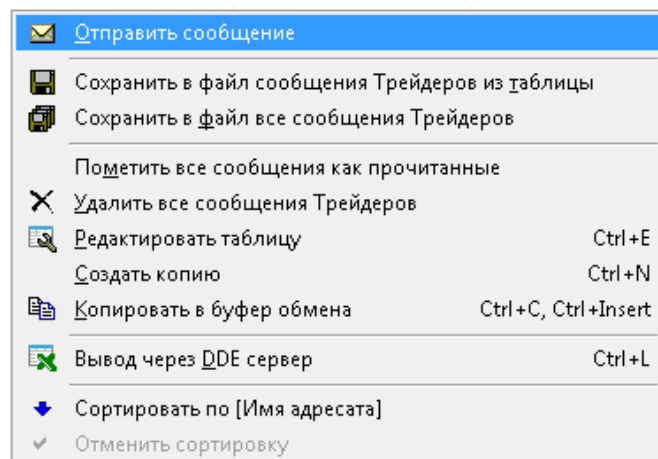 Отправить сообщение
Сохранить в файл сообщения Трейдеров из таблицы
Сохранить в файл все сообщения Трейдеров
Пометить все сообщения как прочитанные
Удалить все сообщения Трейдеров
Редактировать таблицу Ctrl+E
Создать копию Ctrl+N
Копировать в буфер обмена Ctrl+C, Ctrl+Insert
Вывод через DDE сервер Ctrl+L
Сортировать по [Имя адресата]
Отменить сортировку